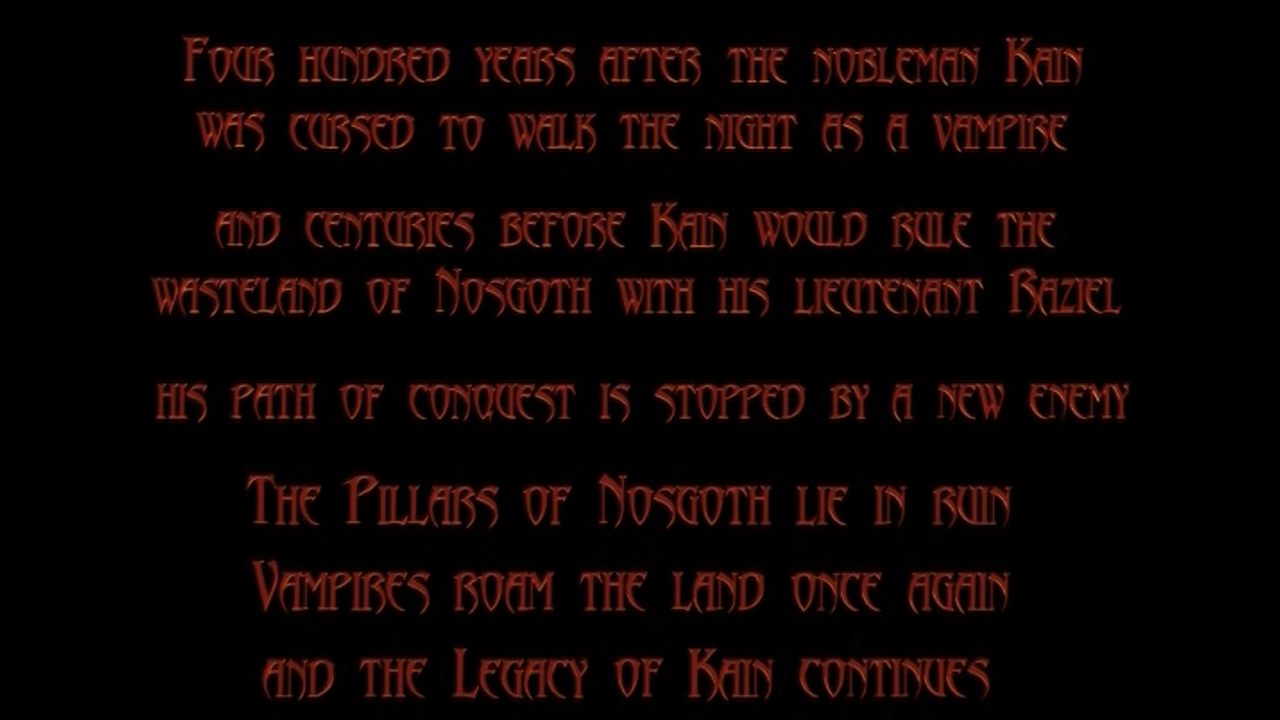 Four hundred years after the nobleman Kain
was cursed to walk the night as a vampire
and centuries before Kain would rule the
wasteland of Nosgoth with his lieutenant Raziel
his path of conquest is stopped by a new enemy
The Pillars of Nosgoth lie in ruin
Vampires roam the land once again
and the Legacy of Kain continues